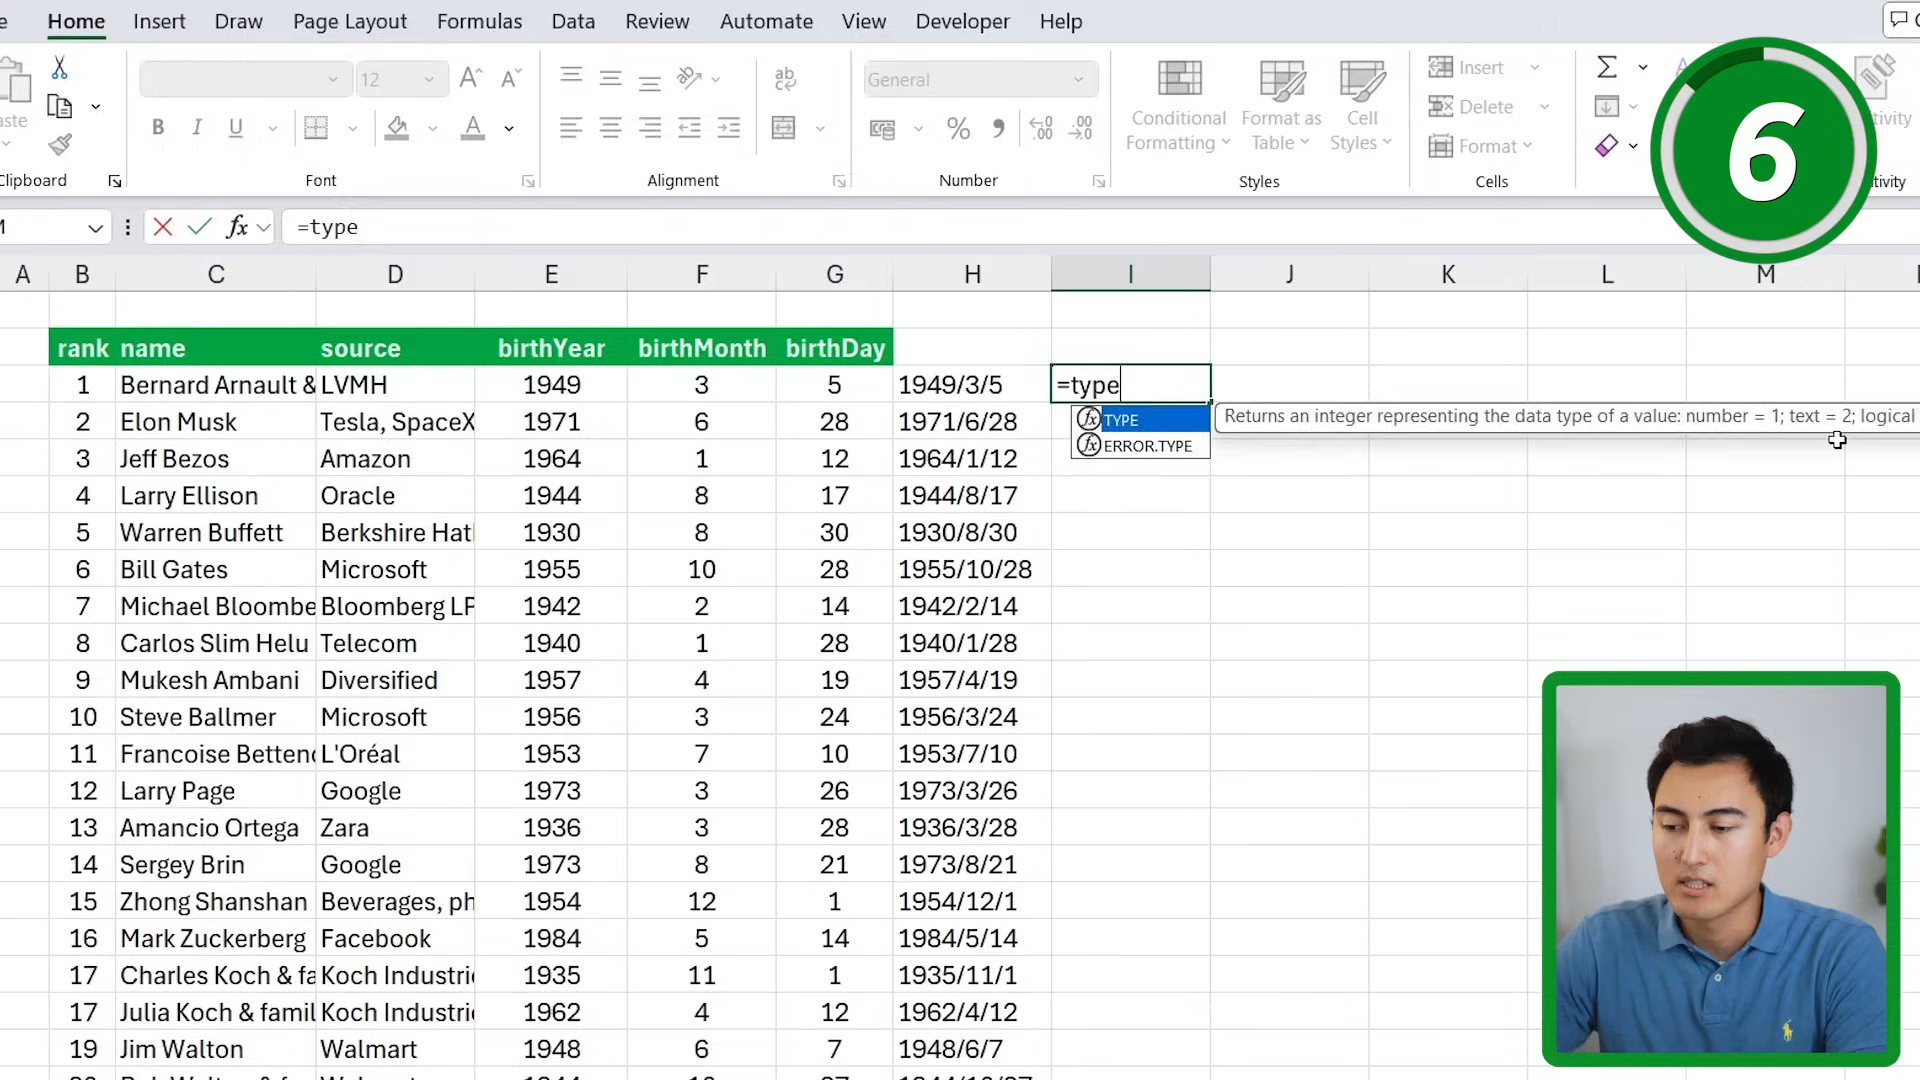 Home Insert Draw Page Layout Formulas Data Review Automate View Developer Help
12 General Insert
Delete
Format
Conditional Formatting Format as Table Cell Styles
Clipboard Font Alignment Number Styles Cells
6
=type
A B C D E F G H I J K L M
rank name source birthYear birthMonth birthDay
1 Bernard Arnault & LVMH 1949 3 5 1949/3/5 =type
TYPE Returns an integer representing the data type of a value: number = 1; text = 2; logical
2 Elon Musk Tesla, SpaceX 1971 6 28 1971/6/28
ERROR.TYPE
3 Jeff Bezos Amazon 1964 1 12 1964/1/12
4 Larry Ellison Oracle 1944 8 17 1944/8/17
5 Warren Buffett Berkshire Hat 1930 8 30 1930/8/30
6 Bill Gates Microsoft 1955 10 28 1955/10/28
7 Michael Bloombe Bloomberg LP 1942 2 14 1942/2/14
8 Carlos Slim Helu Telecom 1940 1 28 1940/1/28
9 Mukesh Ambani Diversified 1957 4 19 1957/4/19
10 Steve Ballmer Microsoft 1956 3 24 1956/3/24
11 Francoise Betten L'Oréal 1953 7 10 1953/7/10
12 Larry Page Google 1973 3 26 1973/3/26
13 Amancio Ortega Zara 1936 3 28 1936/3/28
14 Sergey Brin Google 1973 8 21 1973/8/21
15 Zhong Shanshan Beverages, ph 1954 12 1 1954/12/1
16 Mark Zuckerberg Facebook 1984 5 14 1984/5/14
17 Charles Koch & fa Koch Industri 1935 11 1 1935/11/1
17 Julia Koch & famil Koch Industri 1962 4 12 1962/4/12
19 Jim Walton Walmart 1948 6 7 1948/6/7